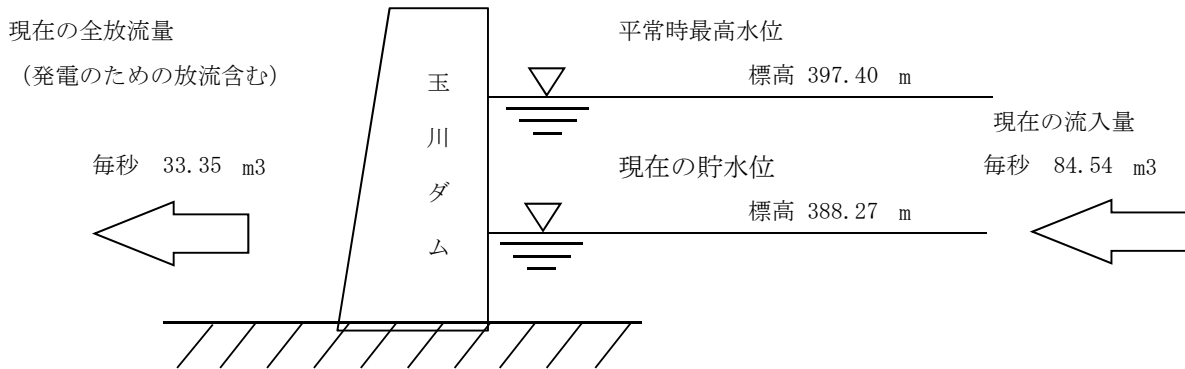 現在の全放流量
（発電のための放流含む）
毎秒 33.35 m3
玉川ダム
平常時最高水位
標高 397.40 m
現在の貯水位
標高 388.27 m
現在の流入量
毎秒 84.54 m3